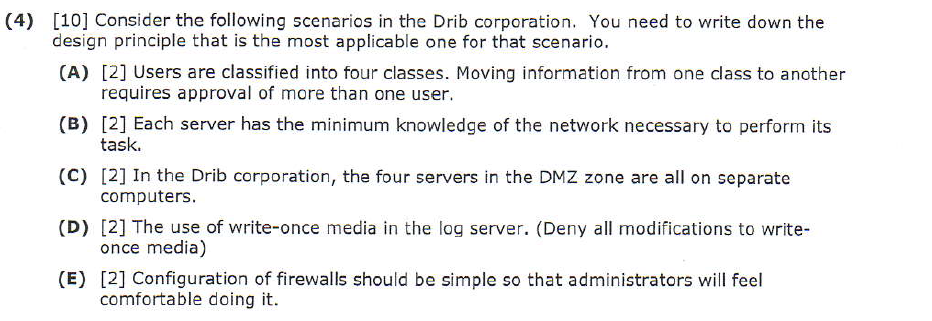 (4) [10] Consider the following scenarios in the Drib corporation. You need to write down the
design principle that is the most applicable one for that scenario.
(A) [2] Users are classified into four classes. Moving information from one class to another
requires approval of more than one user.
(B) [2] Each server has the minimum knowledge of the network necessary to perform its
task.
(C) [2] In the Drib corporation, the four servers in the DMZ zone are all on separate
computers.
(D) [2] The use of write-once media in the log server. (Deny all modifications to write-
once media)
(E) [2] Configuration of firewalls should be simple so that administrators will feel
comfortable doing it.